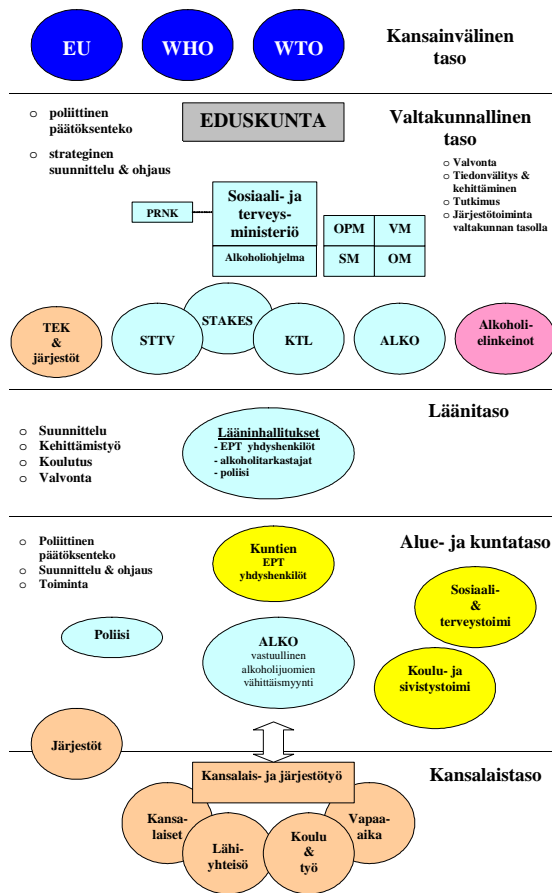 EU
WHO
WTO
Kansainvälinen
taso
o poliittinen
päätöksenteko
o strateginen
suunnittelu & ohjaus
EDUSKUNTA
Valtakunnallinen
taso
o Valvonta
o Tiedonvälitys &
kehittäminen
o Tutkimus
o Järjestötoiminta
valtakunnan tasolla
PRNK
Sosiaali- ja
terveys-
ministeriö
Alkoholiohjelma
OPM
VM
SM
OM
TEK
&
järjestöt
STTV
STAKES
KTL
ALKO
Alkoholi-
elinkeinot
Läänitaso
o Suunnittelu
o Kehittämistyö
o Koulutus
o Valvonta
Lääninhallitukset
- EPT yhdyshenkilöt
- alkoholitarkastajat
- poliisi
Alue- ja kuntataso
o Poliittinen
päätöksenteko
o Suunnittelu & ohjaus
o Toiminta
Kuntien
EPT
yhdyshenkilöt
Sosiaali-
&
terveystoimi
Poliisi
ALKO
vastuullinen
alkoholijuomien
vähittäismyynti
Koulu- ja
sivistystoimi
Järjestöt
Kansalaistaso
Kansalais- ja järjestötyö
Kansa-
laiset
Lähi-
yhteisö
Koulu
&
työ
Vapaa-
aika